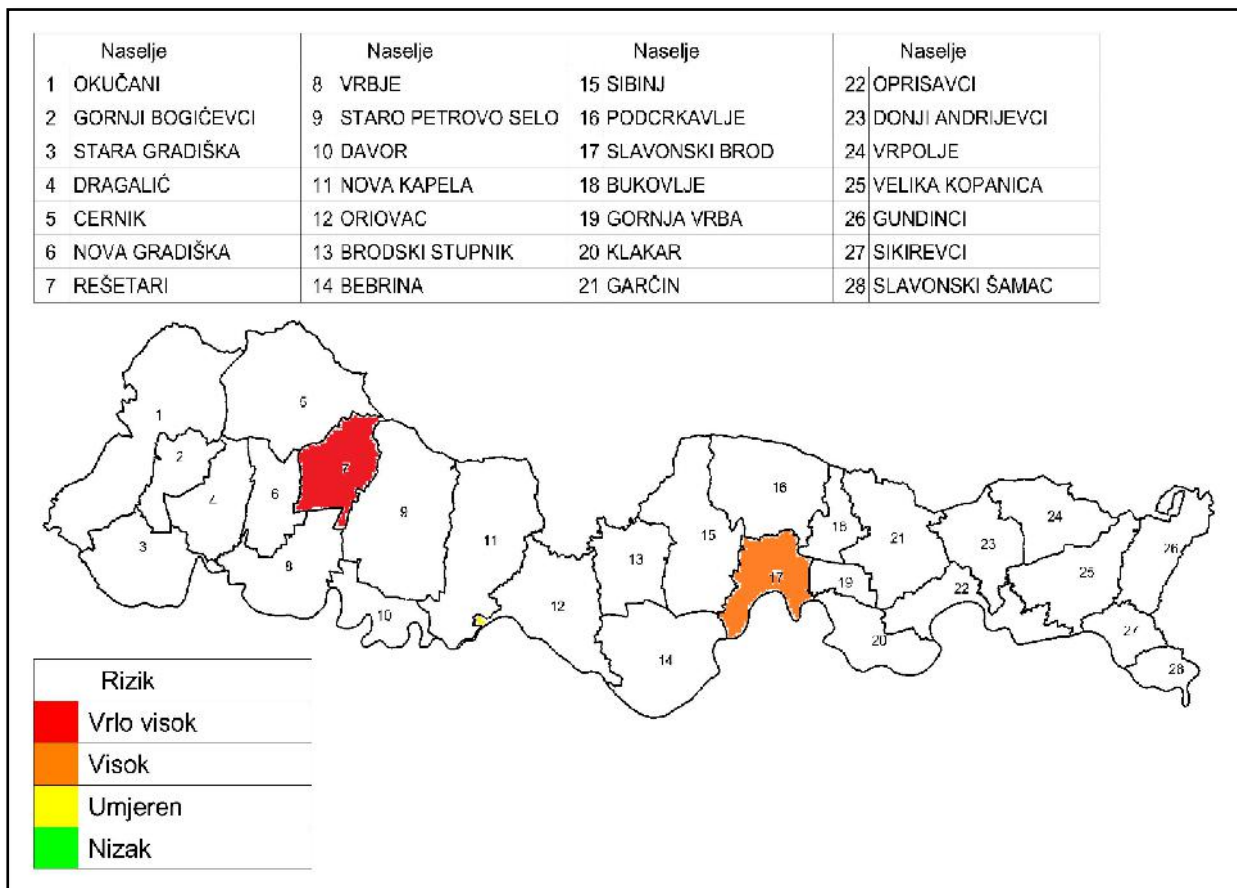 Naselje Naselje Naselje Naselje
1 OKUČANI 8 VRBJE 15 SIBINJ 22 OPRISAVCI
2 GORNJI BOGIĆEVCI 9 STARO PETROVO SELO 16 PODCRKAVLJE 23 DONJI ANDRIJEVCI
3 STARA GRADIŠKA 10 DAVOR 17 SLAVONSKI BROD 24 VRPOLJE
4 DRAGALIĆ 11 NOVA KAPELA 18 BUKOVLJE 25 VELIKA KOPANICA
5 CERNIK 12 ORIOVAC 19 GORNJA VRBA 26 GUNDINCI
6 NOVA GRADIŠKA 13 BRODSKI STUPNIK 20 KLAKAR 27 SIKIREVCI
7 REŠETARI 14 BEBRINA 21 GARČIN 28 SLAVONSKI ŠAMAC
5
1
2
7
6
4
3
8
9
10
11
12
13
14
15
16
17
18
19
20
21
22
23
24
25
26
27
28
Rizik
Vrlo visok
Visok
Umjeren
Nizak